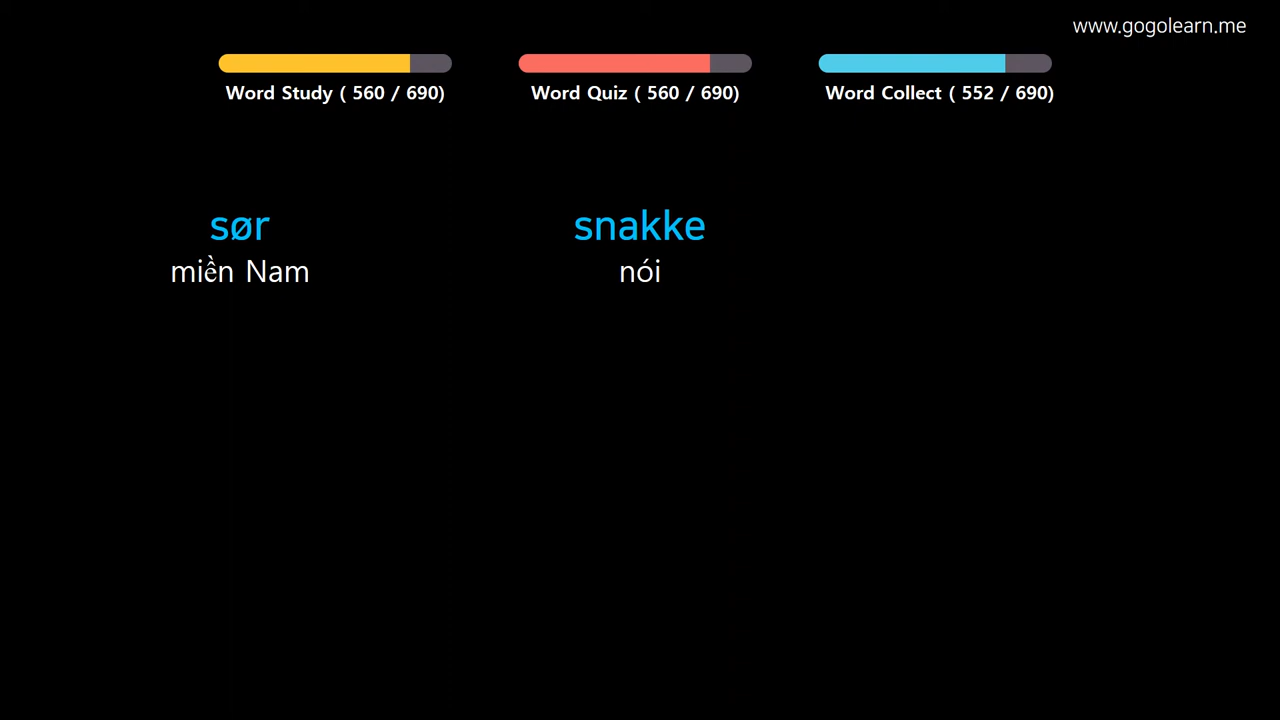 www.gogolearn.me
Word Study ( 560 / 690)
Word Quiz ( 560 / 690)
Word Collect ( 552 / 690)
sør
miền Nam
snakke
nói